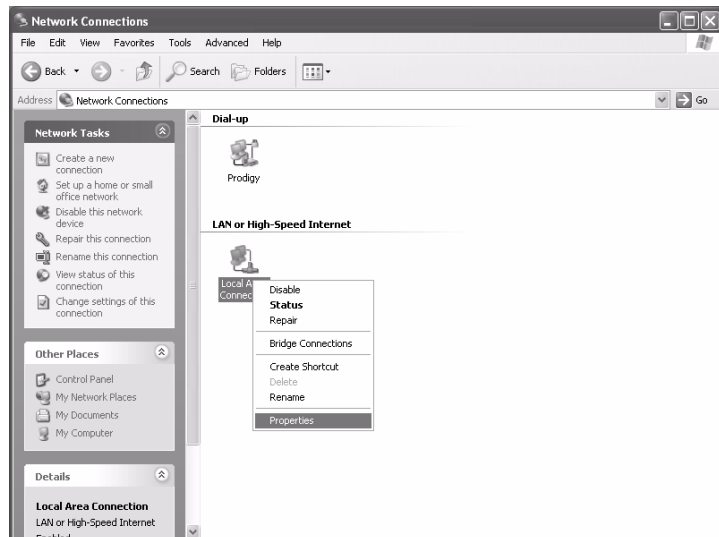 Network Connections
File Edit View Favorites Tools Advanced Help
Back Search Folders
Address Network Connections Go
Network Tasks
Create a new
connection
Set up a home or small
office network
Disable this network
device
Repair this connection
Rename this connection
View status of this
connection
Change settings of this
connection
Other Places
Control Panel
My Network Places
My Documents
My Computer
Details
Local Area Connection
LAN or High-Speed Internet
Enabled
Dial-up
Prodigy
LAN or High-Speed Internet
Local A
Connec
Disable
Status
Repair
Bridge Connections
Create Shortcut
Delete
Rename
Properties